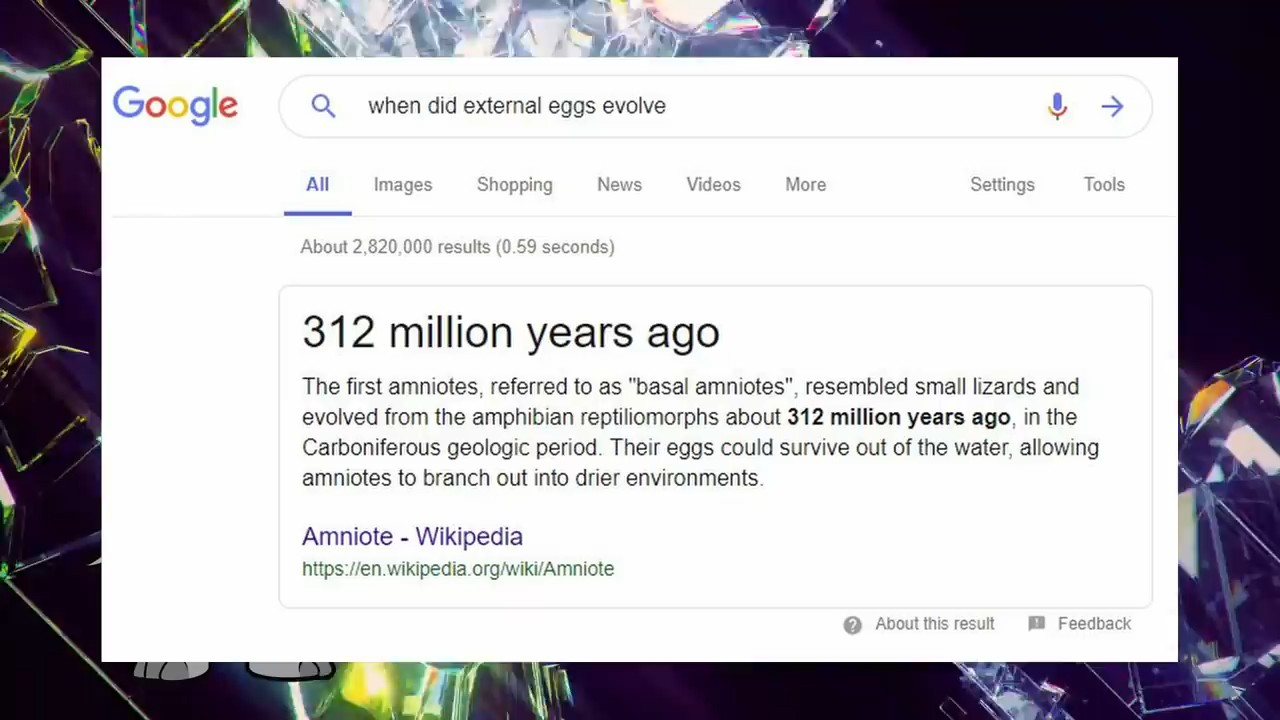 Google
when did external eggs evolve
All Images Shopping News Videos More Settings Tools
About 2,820,000 results (0.59 seconds)
312 million years ago
The first amniotes, referred to as "basal amniotes", resembled small lizards and
evolved from the amphibian reptiliomorphs about 312 million years ago, in the
Carboniferous geologic period. Their eggs could survive out of the water, allowing
amniotes to branch out into drier environments.
Amniote - Wikipedia
https://en.wikipedia.org/wiki/Amniote
About this result Feedback